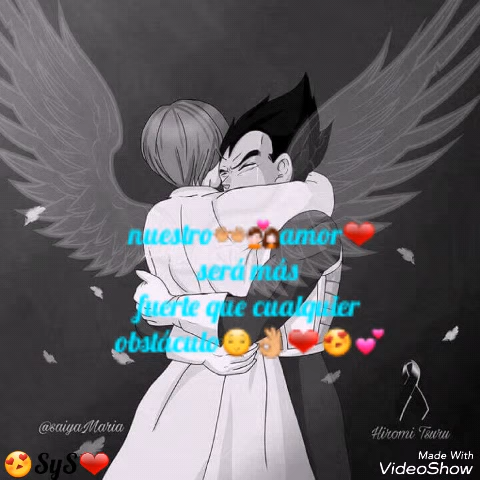 nuestro👀💑amor❤️
será más
fuerte que cualquier
obstáculo😏👌❤️😍💕
@saiyaMaria
Hiromi Tsuru
😍SyS❤️
Made With
VideoShow